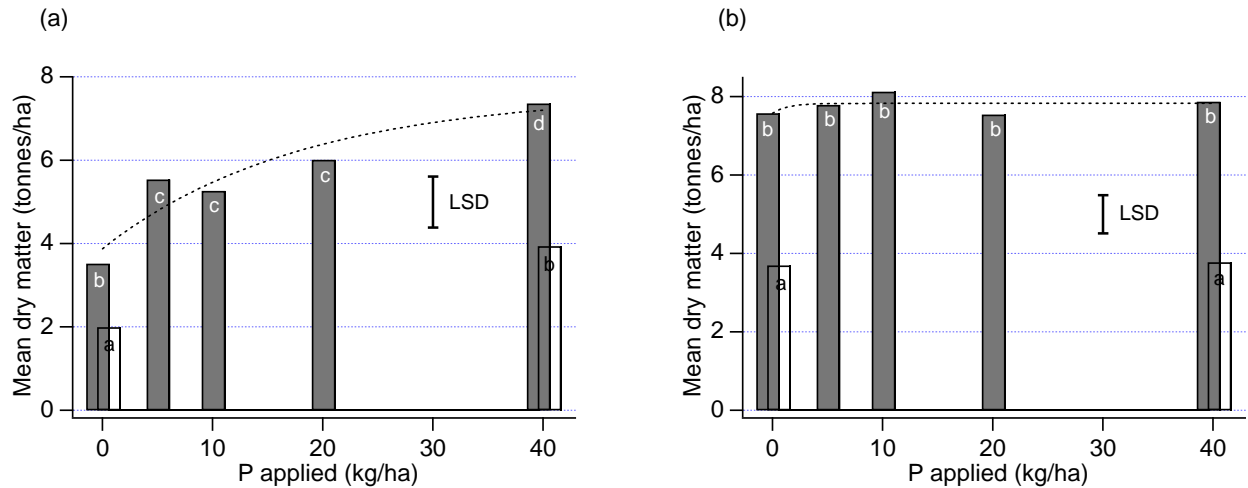 (a)
Mean dry matter (tonnes/ha)
8
6
4
2
0
b
a
c
c
c
d
b
LSD
0 10 20 30 40
P applied (kg/ha)
(b)
Mean dry matter (tonnes/ha)
8
6
4
2
0
b
a
b
b
b
b
a
LSD
0 10 20 30 40
P applied (kg/ha)